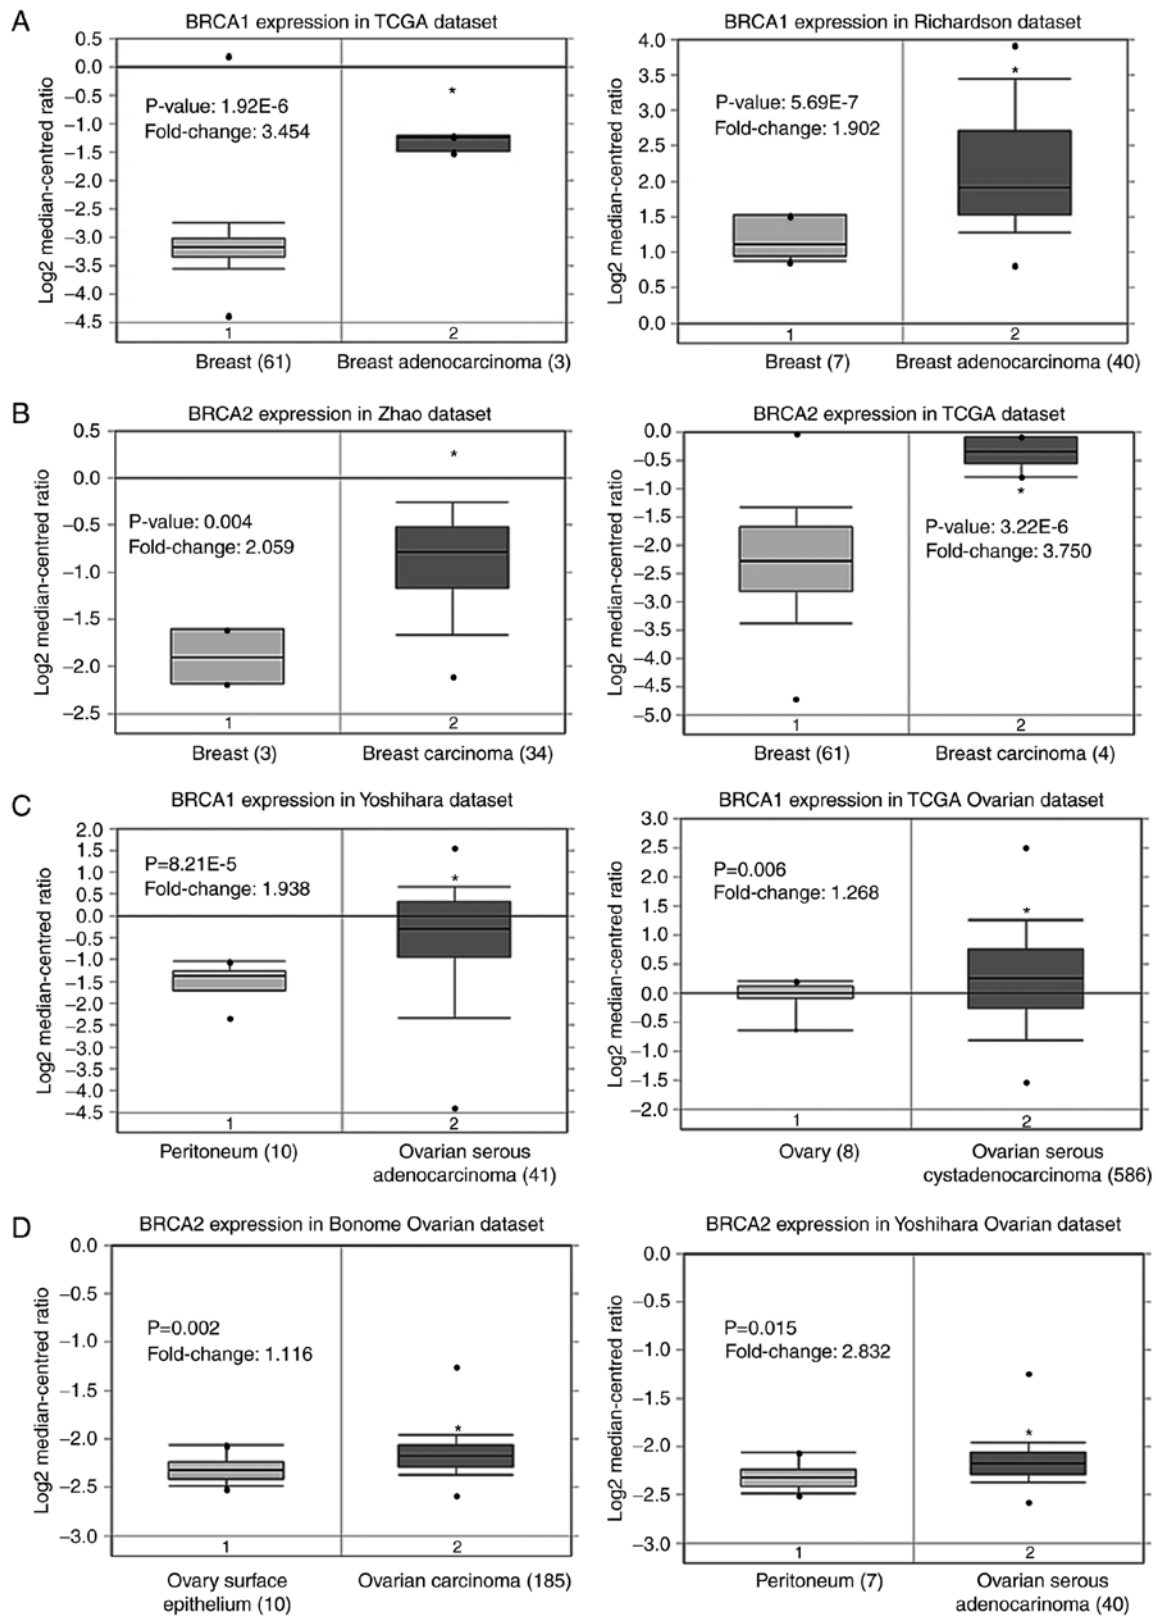 A
BRCA1 expression in TCGA dataset
Log2 median-centred ratio
0.5
0.0
–0.5
–1.0
–1.5
–2.0
–2.5
–3.0
–3.5
–4.0
–4.5
P-value: 1.92E-6
Fold-change: 3.454
*
1
2
Breast (61)
Breast adenocarcinoma (3)
BRCA1 expression in Richardson dataset
Log2 median-centred ratio
4.0
3.5
3.0
2.5
2.0
1.5
1.0
0.5
0.0
P-value: 5.69E-7
Fold-change: 1.902
*
1
2
Breast (7)
Breast adenocarcinoma (40)
B
BRCA2 expression in Zhao dataset
Log2 median-centred ratio
0.5
0.0
–0.5
–1.0
–1.5
–2.0
–2.5
P-value: 0.004
Fold-change: 2.059
*
1
2
Breast (3)
Breast carcinoma (34)
BRCA2 expression in TCGA dataset
Log2 median-centred ratio
0.0
–0.5
–1.0
–1.5
–2.0
–2.5
–3.0
–3.5
–4.0
–4.5
–5.0
*
P-value: 3.22E-6
Fold-change: 3.750
1
2
Breast (61)
Breast carcinoma (4)
C
BRCA1 expression in Yoshihara dataset
Log2 median-centred ratio
2.0
1.5
1.0
0.5
0.0
–0.5
–1.0
–1.5
–2.0
–2.5
–3.0
–3.5
–4.0
–4.5
P=8.21E-5
Fold-change: 1.938
*
1
2
Peritoneum (10)
Ovarian serous
adenocarcinoma (41)
BRCA1 expression in TCGA Ovarian dataset
Log2 median-centred ratio
3.0
2.5
2.0
1.5
1.0
0.5
0.0
–0.5
–1.0
–1.5
–2.0
P=0.006
Fold-change: 1.268
*
1
2
Ovary (8)
Ovarian serous
cystadenocarcinoma (586)
D
BRCA2 expression in Bonome Ovarian dataset
Log2 median-centred ratio
0.0
–0.5
–1.0
–1.5
–2.0
–2.5
–3.0
P=0.002
Fold-change: 1.116
*
1
2
Ovary surface
epithelium (10)
Ovarian carcinoma (185)
BRCA2 expression in Yoshihara Ovarian dataset
Log2 median-centred ratio
0.0
–0.5
–1.0
–1.5
–2.0
–2.5
–3.0
P=0.015
Fold-change: 2.832
*
1
2
Peritoneum (7)
Ovarian serous
adenocarinoma (40)